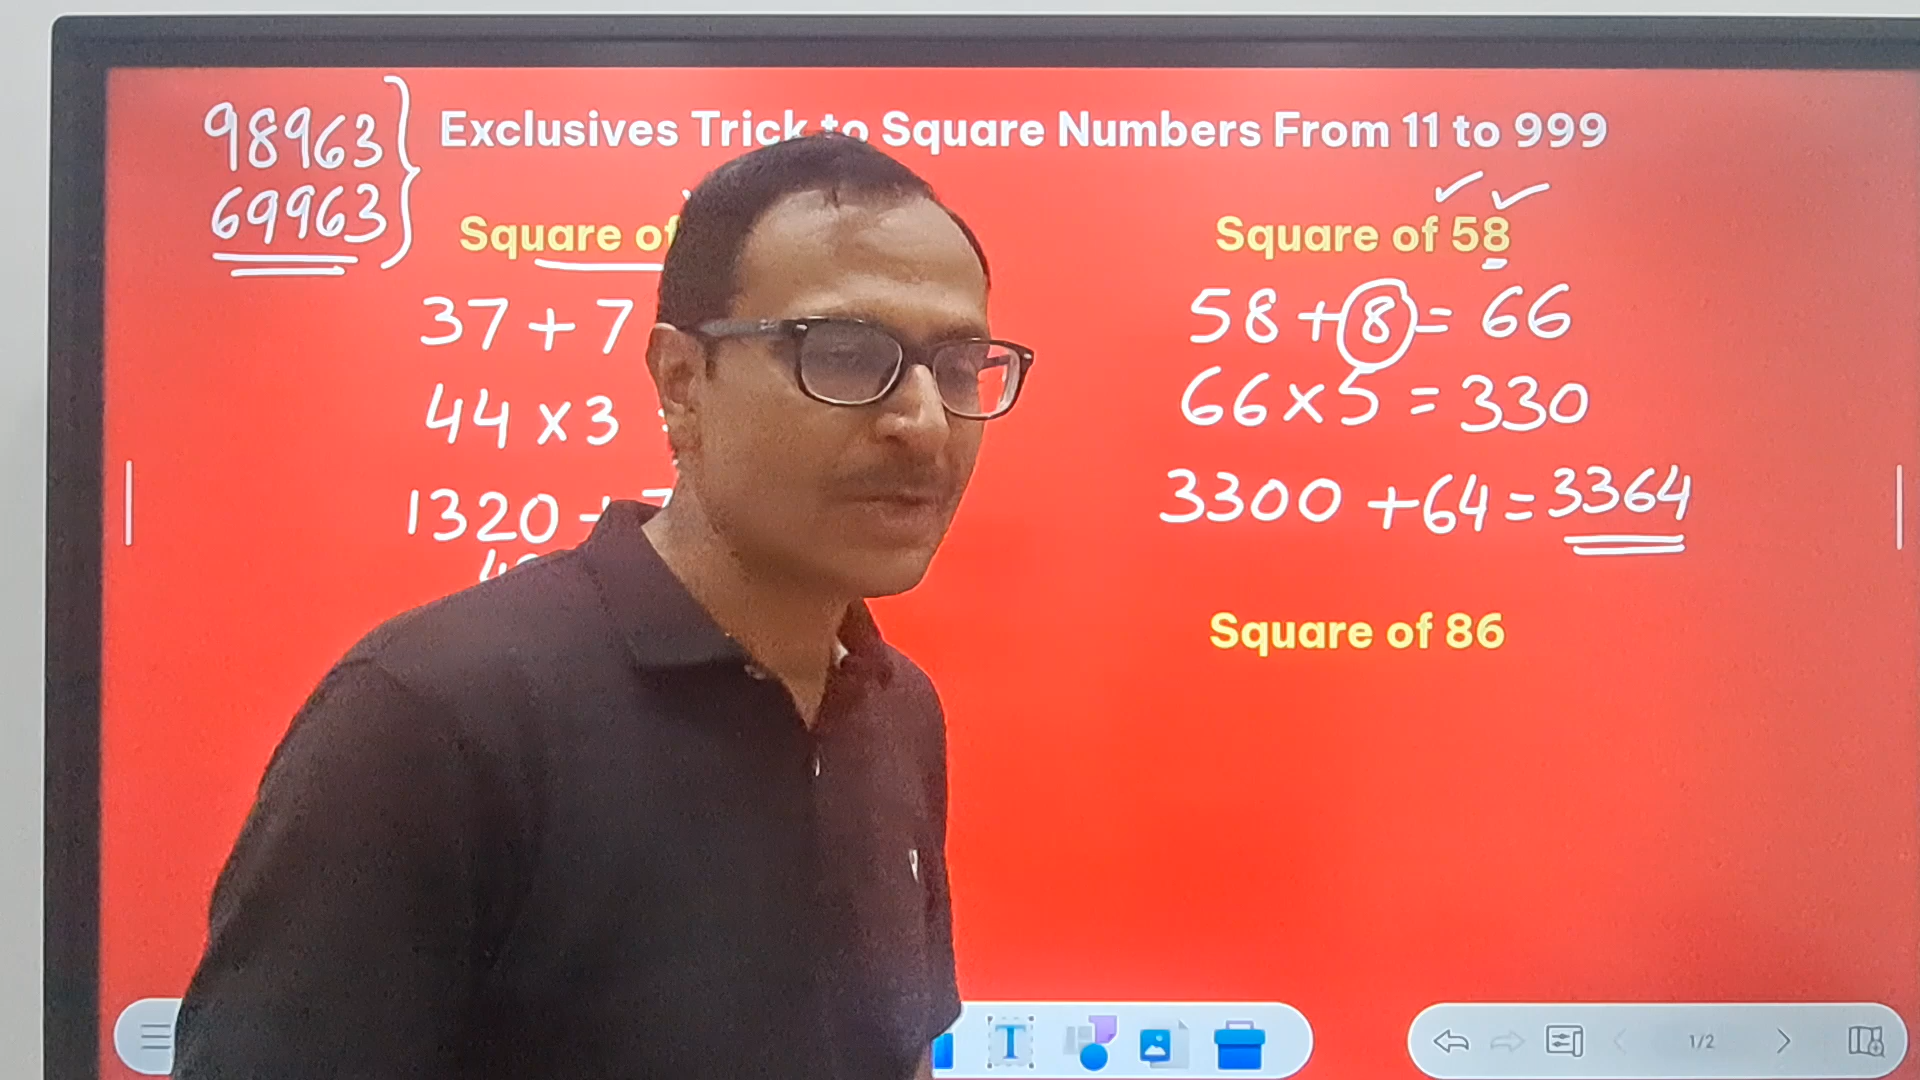 98963
69963
Exclusives Trick to Square Numbers From 11 to 999
Square of
37 + 7
44 x 3
1320 +
Square of 58
58 + 8 = 66
66 x 5 = 330
3300 + 64 = 3364
Square of 86
T
1/2